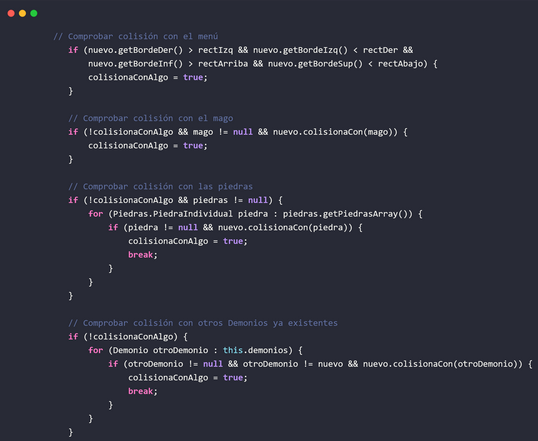 // Comprobar colisión con el menú
if (nuevo.getBordeDer() > rectIzq && nuevo.getBordeIzq() < rectDer &&
nuevo.getBordeInf() > rectArriba && nuevo.getBordeSup() < rectAbajo) {
colisionaConAlgo = true;
}
// Comprobar colisión con el mago
if (!colisionaConAlgo && mago != null && nuevo.colisionaCon(mago)) {
colisionaConAlgo = true;
}
// Comprobar colisión con las piedras
if (!colisionaConAlgo && piedras != null) {
for (Piedras.PiedraIndividual piedra : piedras.getPiedrasArray()) {
if (piedra != null && nuevo.colisionaCon(piedra)) {
colisionaConAlgo = true;
break;
}
}
}
// Comprobar colisión con otros Demonios ya existentes
if (!colisionaConAlgo) {
for (Demonio otroDemonio : this.demonios) {
if (otroDemonio != null && otroDemonio != nuevo && nuevo.colisionaCon(otroDemonio)) {
colisionaConAlgo = true;
break;
}
}
}